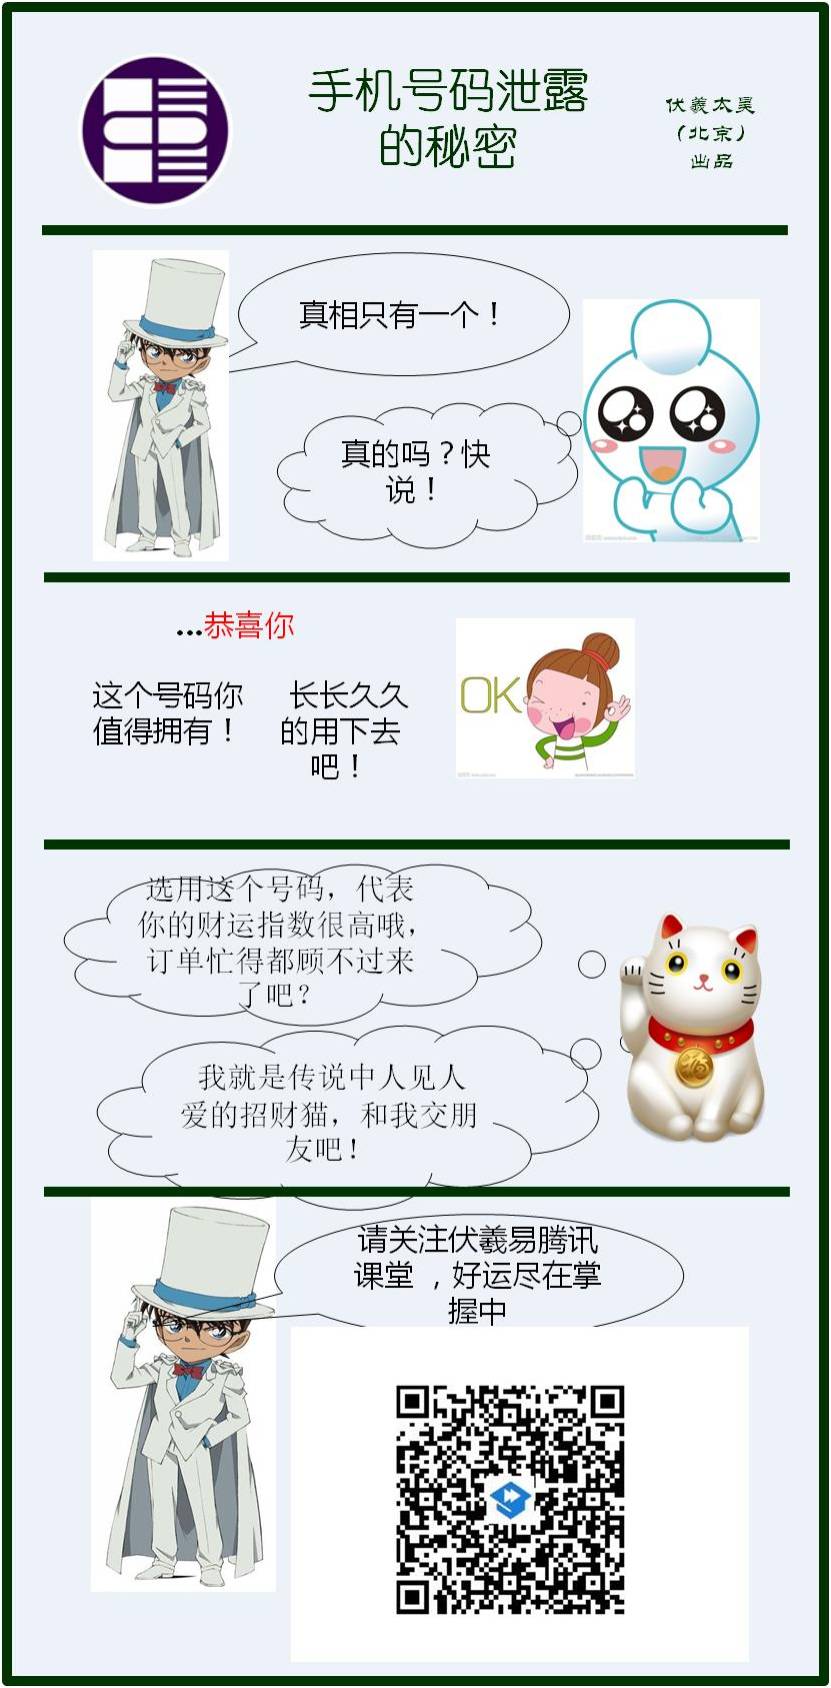 手机号码泄露
的秘密
伏羲太昊
（北京）
出品
真相只有一个！
真的吗？快
说！
...恭喜你
这个号码你
值得拥有！
长长久久
的用下去
吧！
OK
选用这个号码，代表
你的财运指数很高哦，
订单忙得都顾不过来
了吧？
福
我就是传说中人见人
爱的招财猫，和我交朋
友吧！
请关注伏羲易腾讯
课堂 ，好运尽在掌
握中